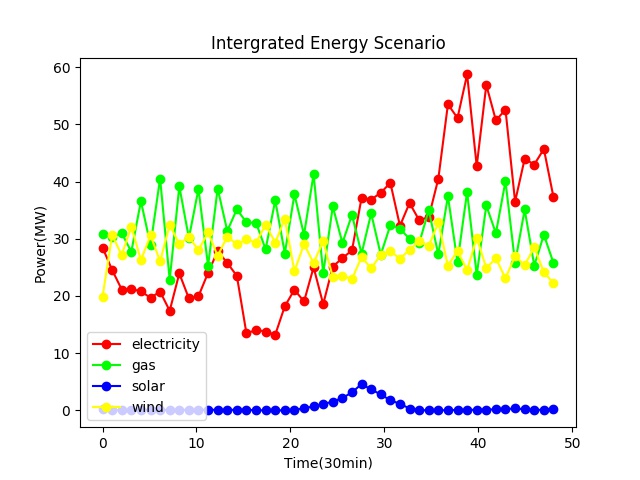 Intergrated Energy Scenario
60
50
40
30
20
10
0
Power(MW)
electricity
gas
solar
wind
0 10 20 30 40 50
Time(30min)